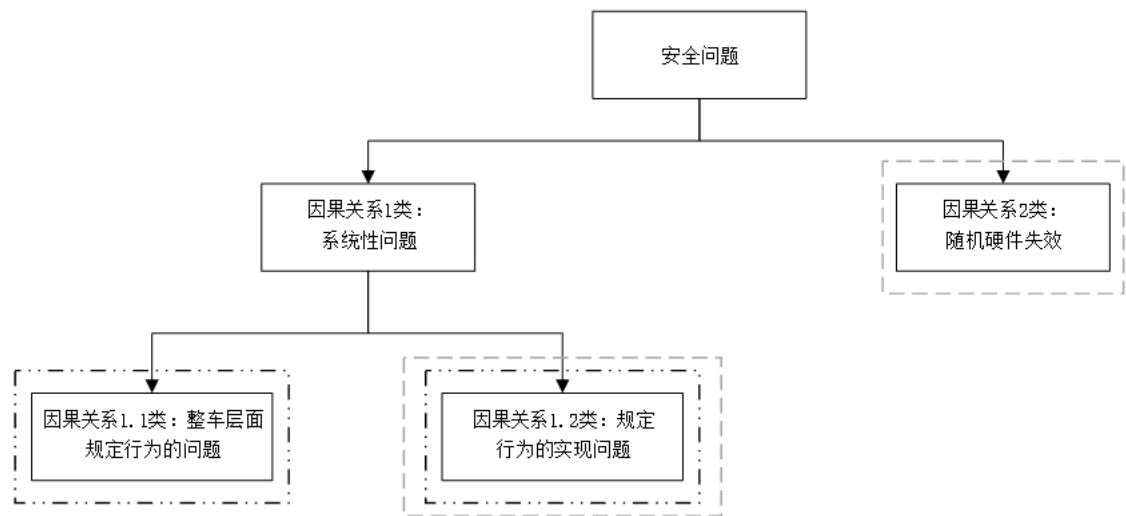 安全问题
因果关系1类：
系统性问题
因果关系2类：
随机硬件失效
因果关系1.1类：整车层面
规定行为的问题
因果关系1.2类：规定
行为的实现问题